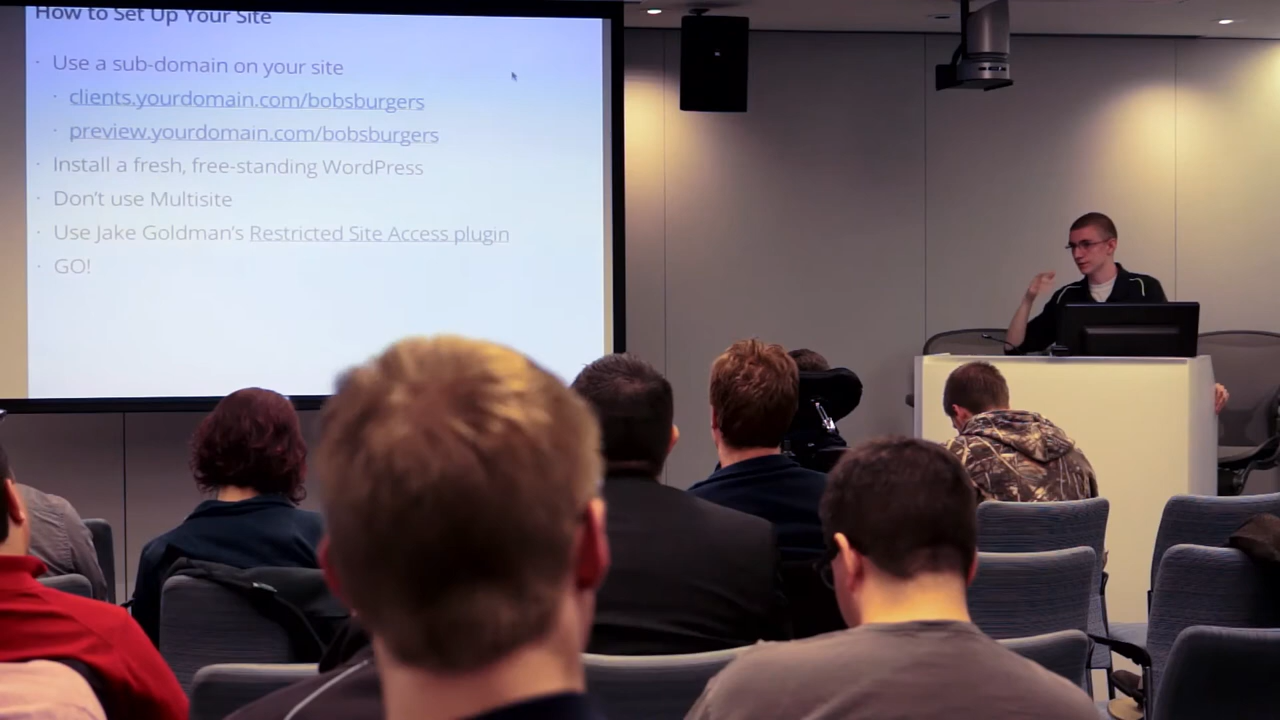 How to Set Up Your Site
· Use a sub-domain on your site
· clients.yourdomain.com/bobsburgers
· preview.yourdomain.com/bobsburgers
· Install a fresh, free-standing WordPress
· Don’t use Multisite
· Use Jake Goldman’s Restricted Site Access plugin
· GO!